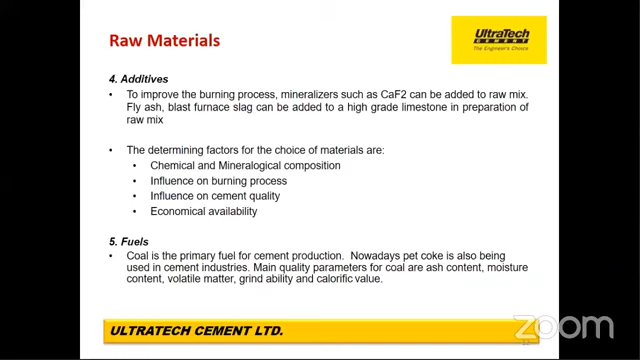 Raw Materials
UltraTech
CEMENT
The Engineer's Choice
4. Additives
• To improve the burning process, mineralizers such as CaF2 can be added to raw mix.
Fly ash, blast furnace slag can be added to a high grade limestone in preparation of
raw mix
• The determining factors for the choice of materials are:
• Chemical and Mineralogical composition
• Influence on burning process
• Influence on cement quality
• Economical availability
5. Fuels
• Coal is the primary fuel for cement production. Nowadays pet coke is also being
used in cement industries. Main quality parameters for coal are ash content, moisture
content, volatile matter, grind ability and calorific value.
ULTRATECH CEMENT LTD.
zoom
12